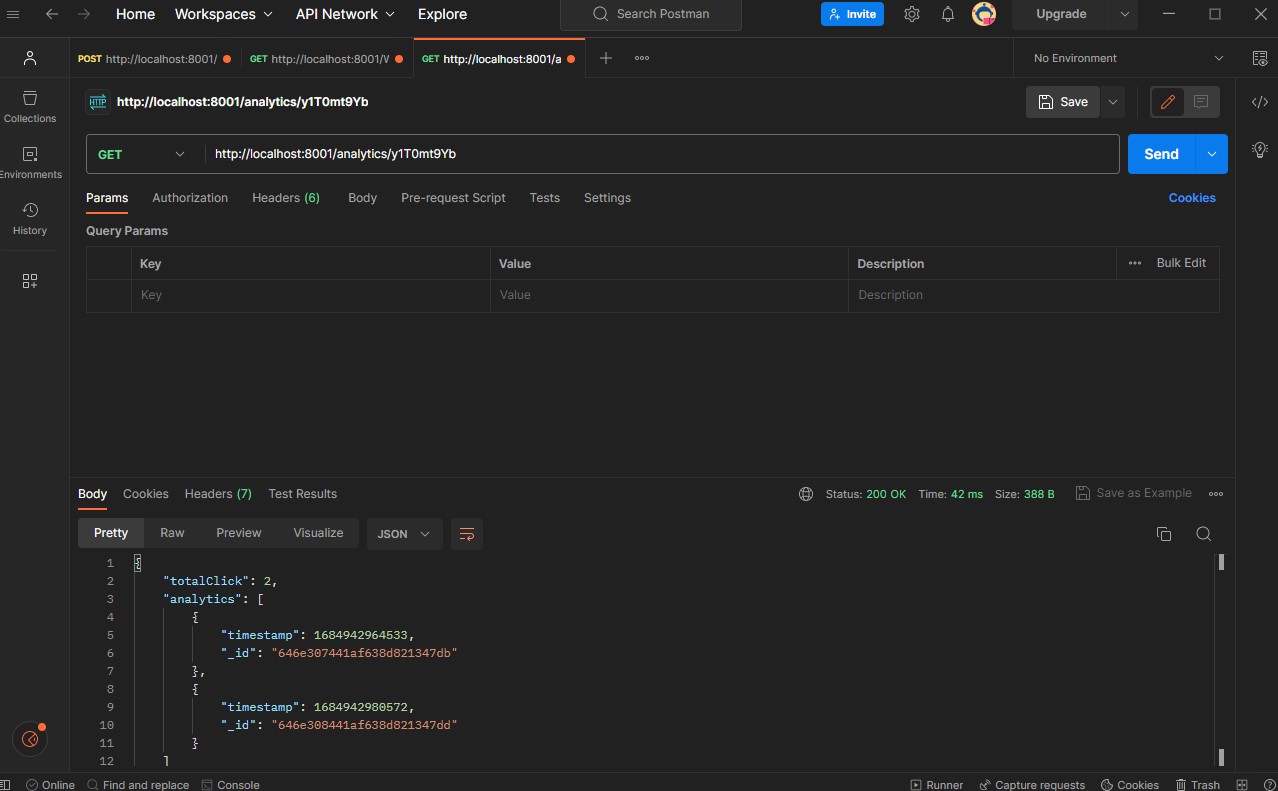 Home Workspaces API Network Explore Search Postman Invite Upgrade
POST http://localhost:8001/ GET http://localhost:8001/V GET http://localhost:8001/a No Environment
HTTP http://localhost:8001/analytics/y1T0mt9Yb Save
Collections
GET http://localhost:8001/analytics/y1T0mt9Yb Send
Environments
Params Authorization Headers (6) Body Pre-request Script Tests Settings Cookies
History
Query Params
Key Value Description Bulk Edit
Key Value Description
Body Cookies Headers (7) Test Results Status: 200 OK Time: 42 ms Size: 388 B Save as Example
Pretty Raw Preview Visualize JSON
1 {
2 "totalClick": 2,
3 "analytics": [
4 {
5 "timestamp": 1684942964533,
6 "_id": "646e307441af638d821347db"
7 },
8 {
9 "timestamp": 1684942980572,
10 "_id": "646e308441af638d821347dd"
11 }
12 ]
Online Find and replace Console Runner Capture requests Cookies Trash